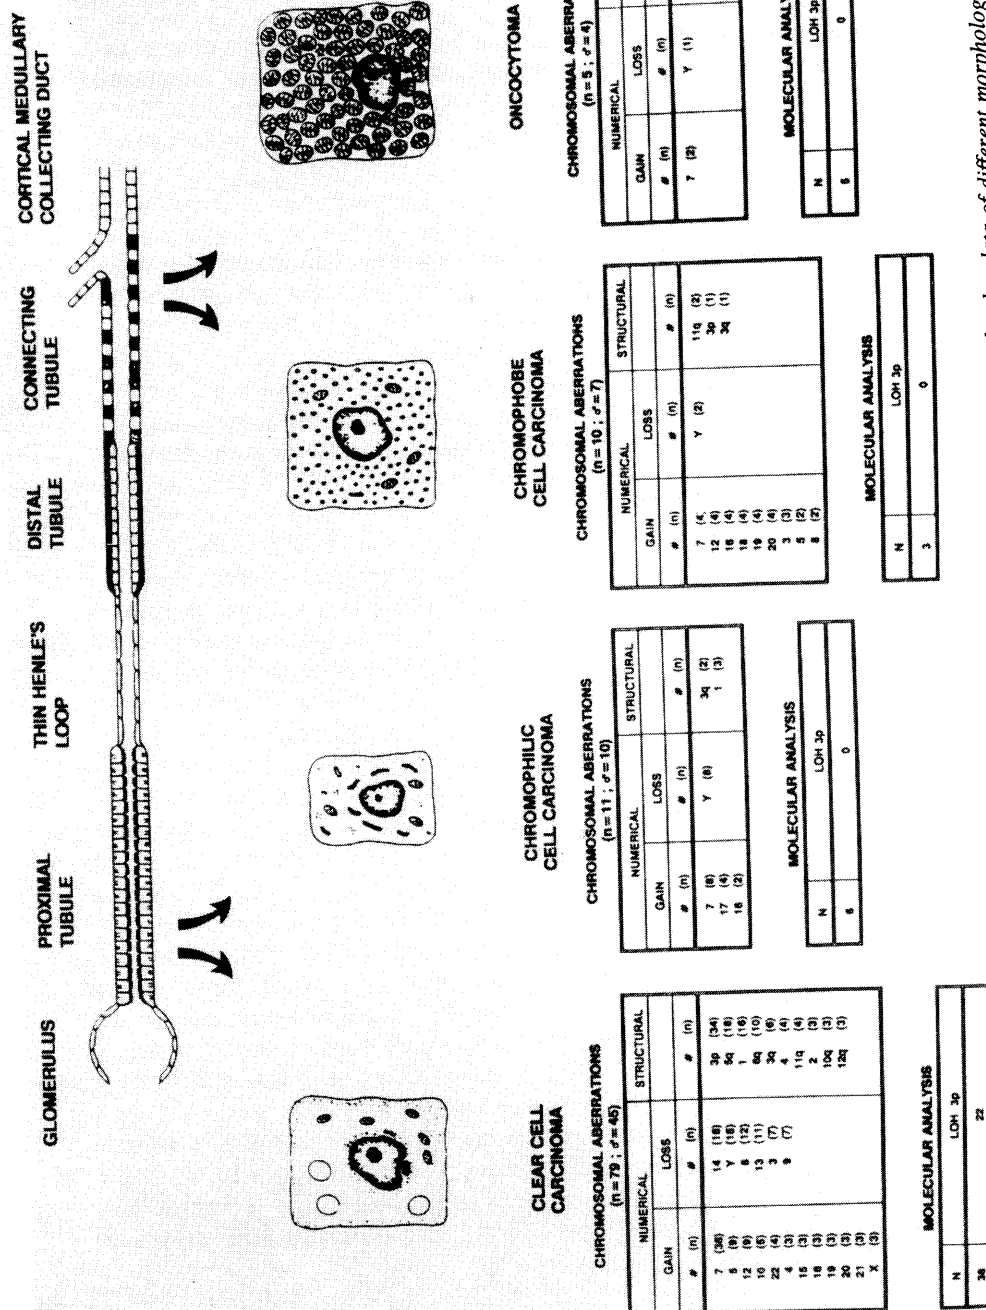 GLOMERULUS
PROXIMAL
TUBULE
THIN HENLE'S
LOOP
DISTAL
TUBULE
CONNECTING
TUBULE
CORTICAL MEDULLARY
COLLECTING DUCT
CLEAR CELL
CARCINOMA
CHROMOSOMAL ABERRATIONS
(n = 79 ; ♂ = 45)
NUMERICAL STRUCTURAL
GAIN LOSS
# (n) # (n) # (n)
7 (36) 14 (18) 3p (34)
5 (9) Y (18) 5q (18)
12 (9) 8 (12) 1 (16)
10 (5) 13 (11) 6q (10)
22 (4) 3 (7) 3q (6)
4 (3) 9 (7) 4 (4)
15 (3) 11q (4)
18 (3) 2 (3)
19 (3) 10q (3)
20 (3) 12q (3)
21 (3)
X (3)
MOLECULAR ANALYSIS
N LOH 3p
36 22
CHROMOPHILIC
CELL CARCINOMA
CHROMOSOMAL ABERRATIONS
(n = 11 ; ♂ = 10)
NUMERICAL STRUCTURAL
GAIN LOSS
# (n) # (n) # (n)
7 (8) Y (8) 3q (2)
17 (4) 1 (3)
16 (2)
MOLECULAR ANALYSIS
N LOH 3p
6 0
CHROMOPHOBE
CELL CARCINOMA
CHROMOSOMAL ABERRATIONS
(n = 10 ; ♂ = 7)
NUMERICAL STRUCTURAL
GAIN LOSS
# (n) # (n) # (n)
7 (4 Y (2) 11q (2)
12 (4) 3p (1)
16 (4) 3q (1)
18 (4)
19 (4)
20 (4)
3 (3)
5 (2)
8 (2)
MOLECULAR ANALYSIS
N LOH 3p
3 0
ONCOCYTOMA
CHROMOSOMAL ABERRA
(n = 5 ; ♂ = 4)
NUMERICAL
GAIN LOSS
# (n) # (n)
7 (2) Y (1)
MOLECULAR ANALY
N LOH 3p
5 0
of different morpholog